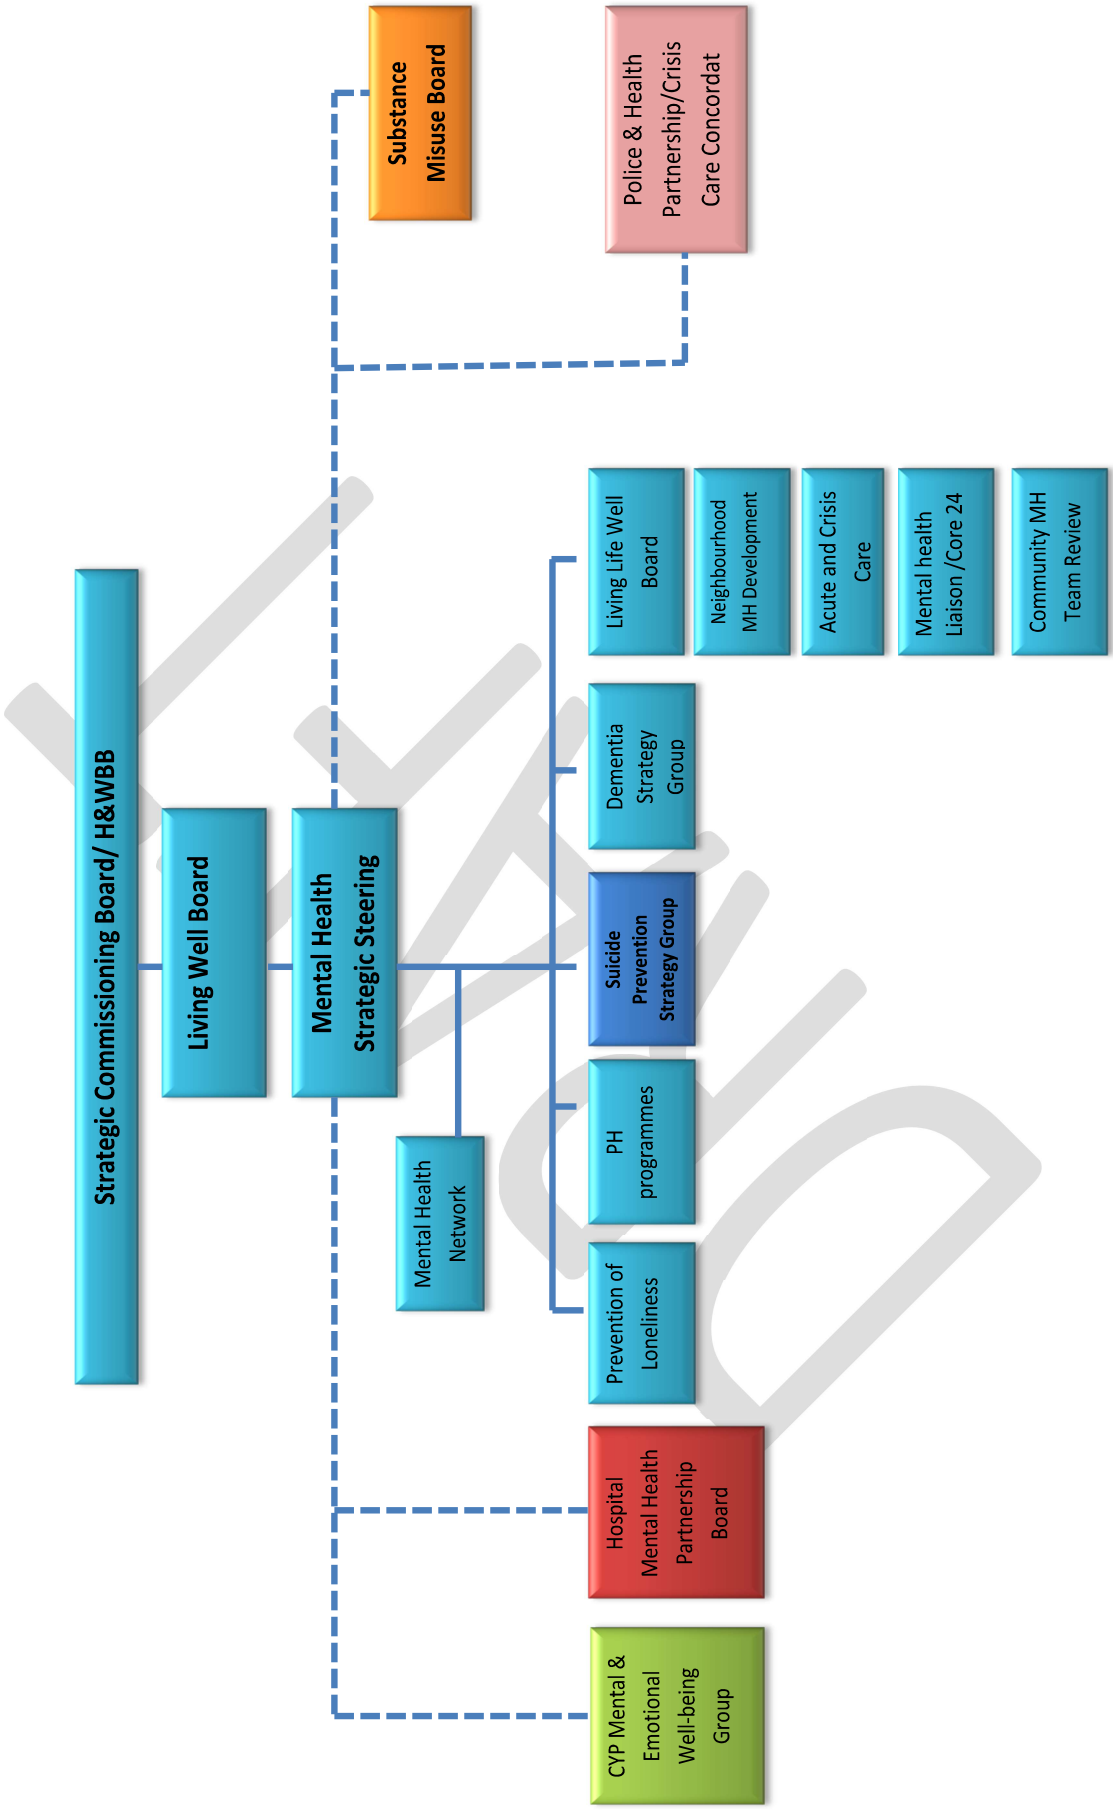 Strategic Commissioning Board/ H&WBB
Living Well Board
Mental Health
Strategic Steering
Mental Health
Network
Substance
Misuse Board
Police & Health
Partnership/Crisis
Care Concordat
CYP Mental &
Emotional
Well-being
Group
Hospital
Mental Health
Partnership
Board
Prevention of
Loneliness
PH
programmes
Suicide
Prevention
Strategy Group
Dementia
Strategy
Group
Living Life Well
Board
Neighbourhood
MH Development
Acute and Crisis
Care
Mental health
Liaison /Core 24
Community MH
Team Review
DRAFT